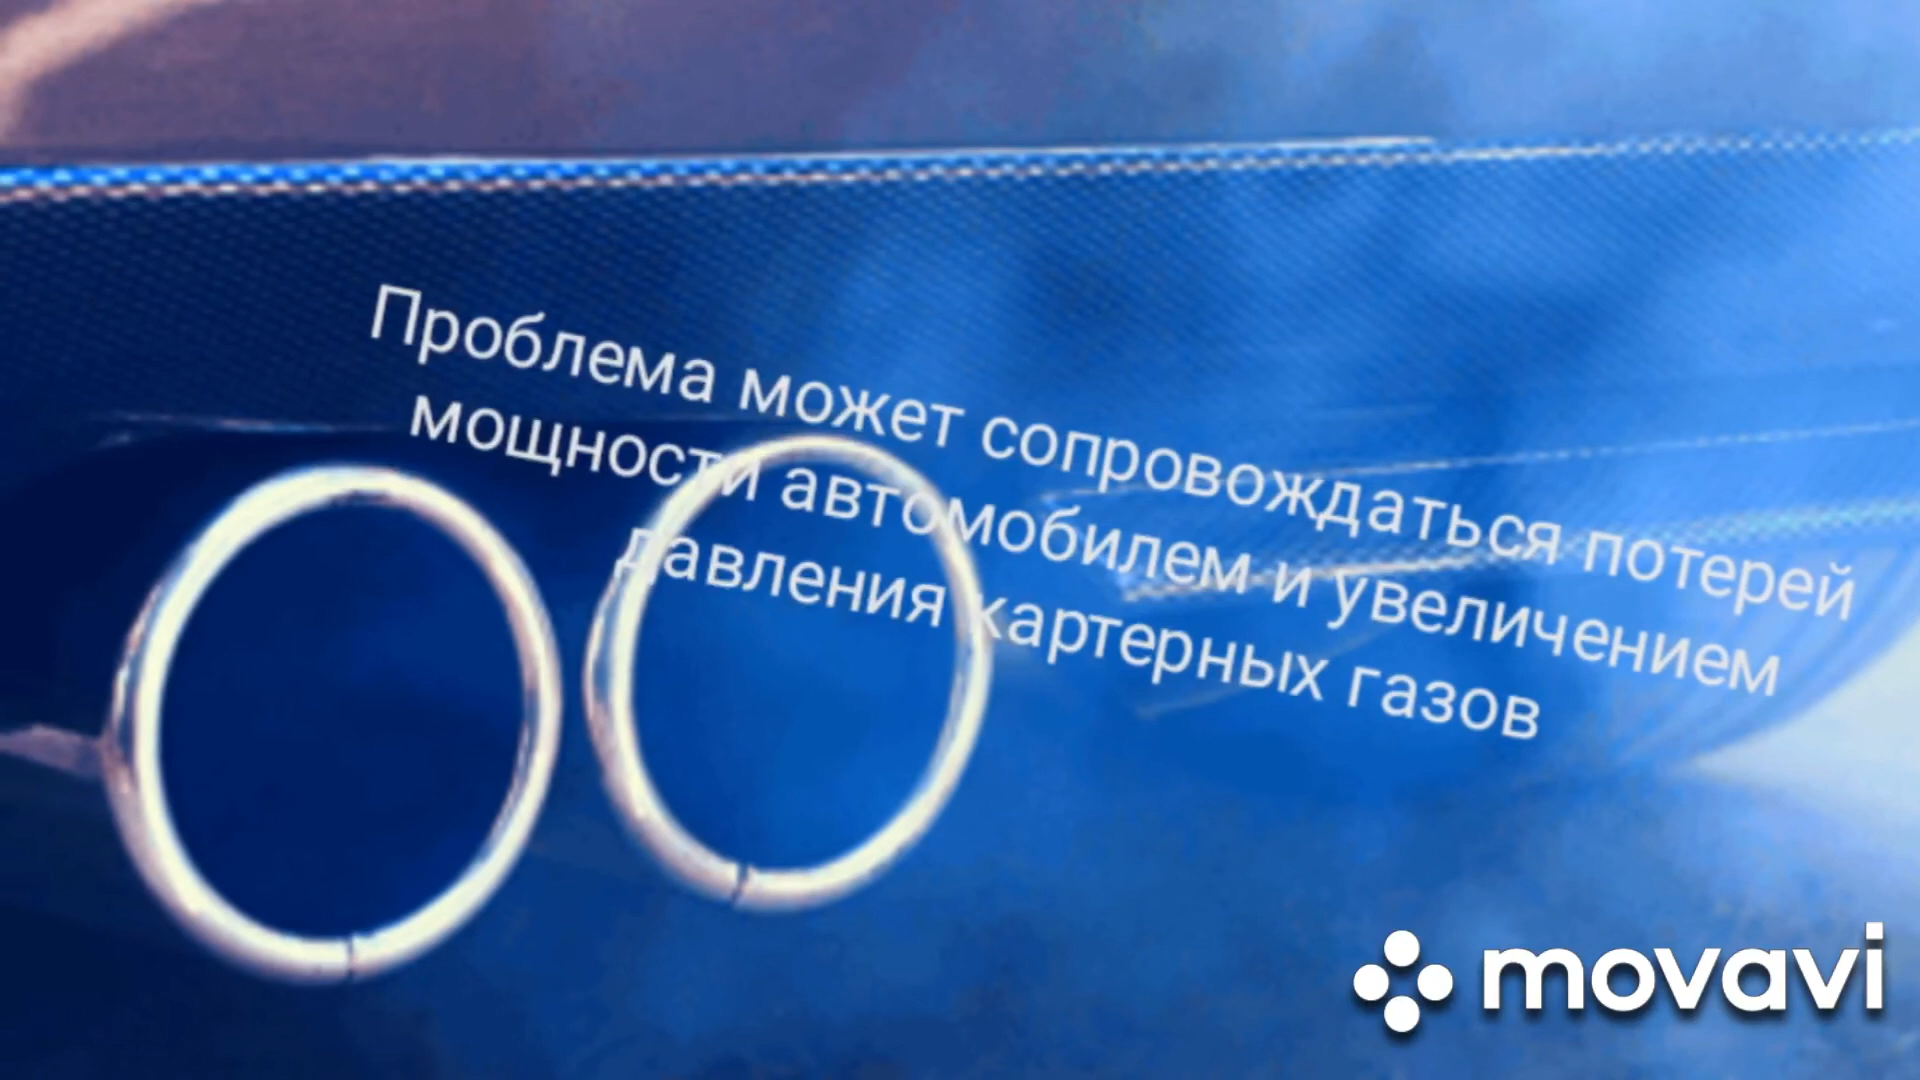 Проблема может сопровождаться потерей
мощности автомобилем и увеличением
давления картерных газов
movavi